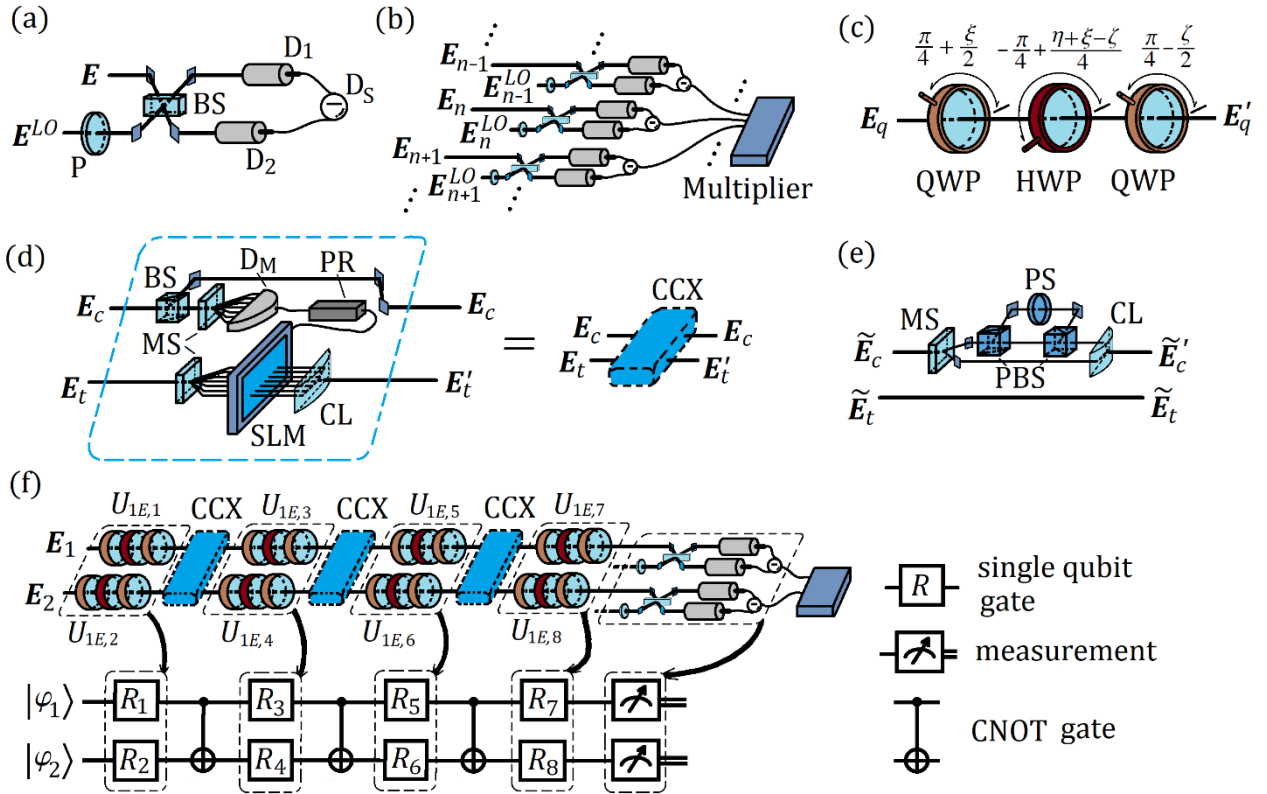 (a)
E
E^{LO}
P
BS
D₁
D₂
D_S
(b)
E_{n-1}
E^{LO}_{n-1}
E_n
E^{LO}_n
E_{n+1}
E^{LO}_{n+1}
Multiplier
(c)
π/4 + ξ/2
-π/4 + (η+ξ-ζ)/4
π/4 - ζ/2
E_q
E'_q
QWP
HWP
QWP
(d)
BS
D_M
PR
E_c
E_c
MS
E_t
E'_t
SLM
CL
=
CCX
E_c
E_c
E_t
E'_t
(e)
PS
MS
CL
Ẽ_c
Ẽ_c'
PBS
Ẽ_t
Ẽ_t
(f)
U_{1E,1}
CCX
U_{1E,3}
CCX
U_{1E,5}
CCX
U_{1E,7}
E₁
E₂
U_{1E,2}
U_{1E,4}
U_{1E,6}
U_{1E,8}
|φ₁⟩
R₁
R₃
R₅
R₇
|φ₂⟩
R₂
R₄
R₆
R₈
R
single qubit
gate
measurement
CNOT gate